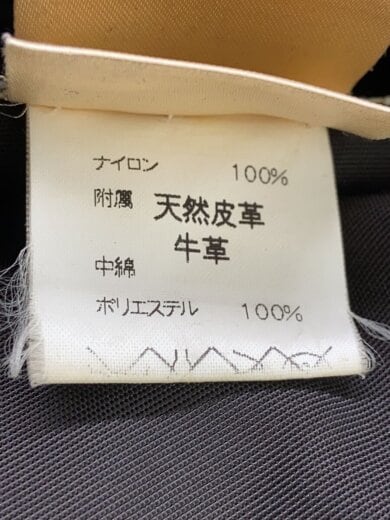 ナイロン 100%
附属 天然皮革
牛革
中綿
ポリエステル 100%